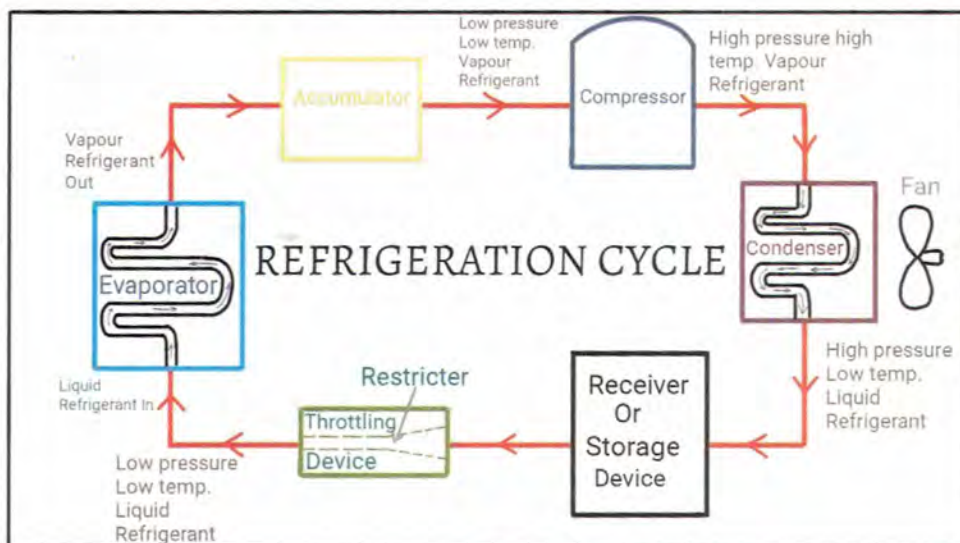 Low pressure
Low temp.
Vapour
Refrigerant
High pressure high
temp. Vapour
Refrigerant
Accumulator
Compressor
Vapour
Refrigerant
Out
Fan
REFRIGERATION CYCLE
Condenser
Evaporator
High pressure
Low temp.
Liquid
Refrigerant
Restricter
Receiver
Or
Storage
Device
Liquid
Refrigerant In
Throttling
Device
Low pressure
Low temp.
Liquid
Refrigerant